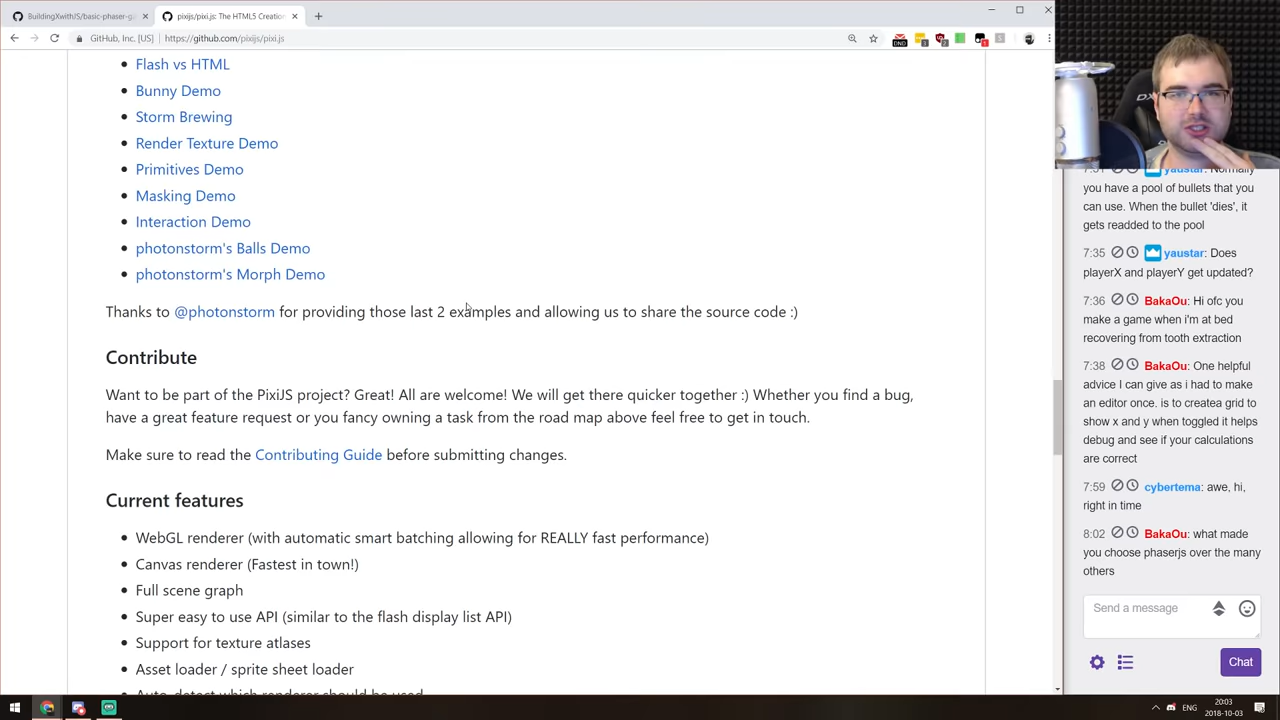 BuildingXwithJS/basic-phaser-g
pixijs/pixi.js: The HTML5 Creation
GitHub, Inc. [US]
https://github.com/pixijs/pixi.js
Flash vs HTML
Bunny Demo
Storm Brewing
Render Texture Demo
Primitives Demo
Masking Demo
Interaction Demo
photonstorm's Balls Demo
photonstorm's Morph Demo
Thanks to @photonstorm for providing those last 2 examples and allowing us to share the source code :)
Contribute
Want to be part of the PixiJS project? Great! All are welcome! We will get there quicker together :) Whether you find a bug,
have a great feature request or you fancy owning a task from the road map above feel free to get in touch.
Make sure to read the Contributing Guide before submitting changes.
Current features
WebGL renderer (with automatic smart batching allowing for REALLY fast performance)
Canvas renderer (Fastest in town!)
Full scene graph
Super easy to use API (similar to the flash display list API)
Support for texture atlases
Asset loader / sprite sheet loader
Auto-detect which renderer should be used
DX
7:31 yaustar: Normally
you have a pool of bullets that you
can use. When the bullet 'dies', it
gets readded to the pool
7:35 yaustar: Does
playerX and playerY get updated?
7:36 BakaOu: Hi ofc you
make a game when i'm at bed
recovering from tooth extraction
7:38 BakaOu: One helpful
advice I can give as i had to make
an editor once. is to createa grid to
show x and y when toggled it helps
debug and see if your calculations
are correct
7:59 cybertema: awe, hi,
right in time
8:02 BakaOu: what made
you choose phaserjs over the many
others
Send a message
Chat
ENG
20:03
2018-10-03